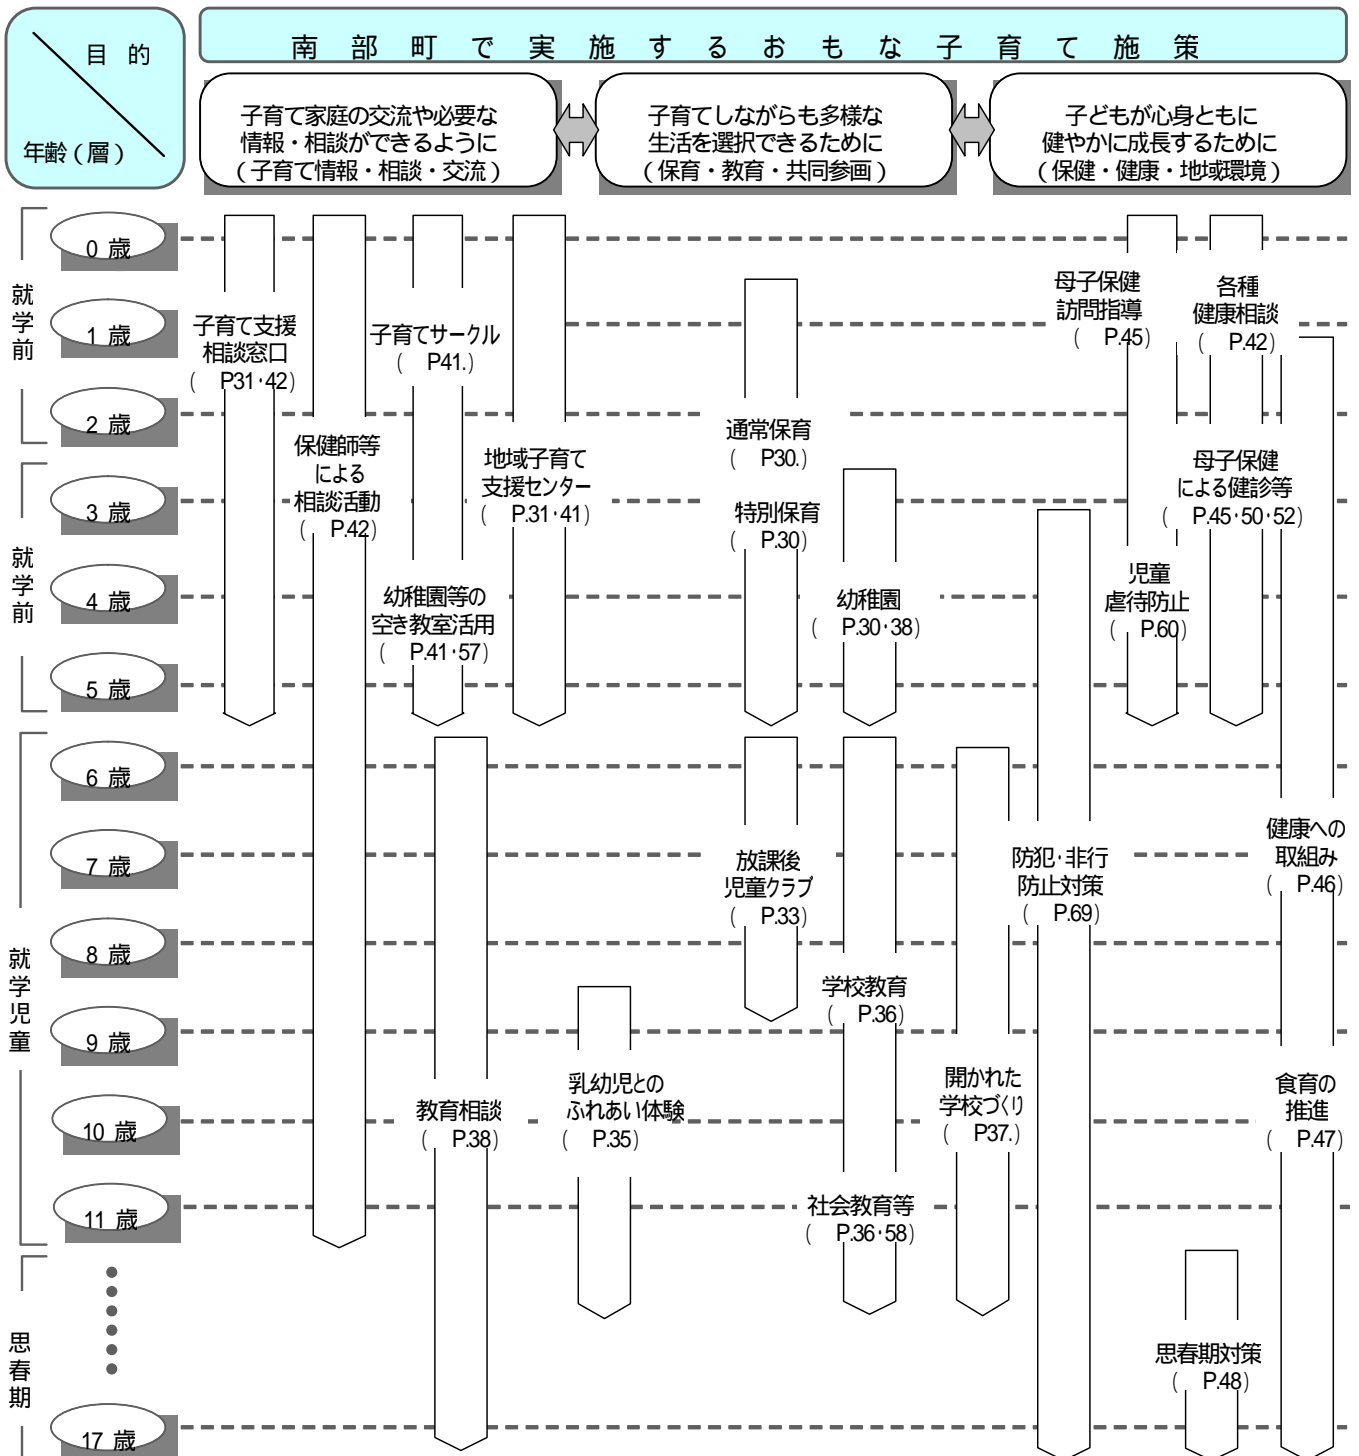 目 的
年齢（層）
南部町で実施するおもな子育て施策
子育て家庭の交流や必要な
情報・相談ができるように
（子育て情報・相談・交流）
子育てしながらも多様な
生活を選択できるために
（保育・教育・共同参画）
子どもが心身ともに
健やかに成長するために
（保健・健康・地域環境）
就学前
就学前
就学児童
思春期
0 歳
1 歳
2 歳
3 歳
4 歳
5 歳
6 歳
7 歳
8 歳
9 歳
10 歳
11 歳
17 歳
子育て支援
相談窓口
（ P31・42）
保健師等
による
相談活動
（ P.42）
子育てサークル
（ P41.）
幼稚園等の
空き教室活用
（ P.41・57）
地域子育て
支援センター
（ P.31・41）
教育相談
（ P.38）
乳幼児との
ふれあい体験
（ P.35）
通常保育
（ P30.）
特別保育
（ P.30）
幼稚園
（ P.30・38）
放課後
児童クラブ
（ P.33）
学校教育
（ P.36）
社会教育等
（ P.36・58）
開かれた
学校づくり
（ P37.）
防犯・非行
防止対策
（ P.69）
母子保健
訪問指導
（ P.45）
児童
虐待防止
（ P.60）
各種
健康相談
（ P.42）
母子保健
による健診等
（ P.45・50・52）
健康への
取組み
（ P.46）
食育の
推進
（ P.47）
思春期対策
（ P.48）